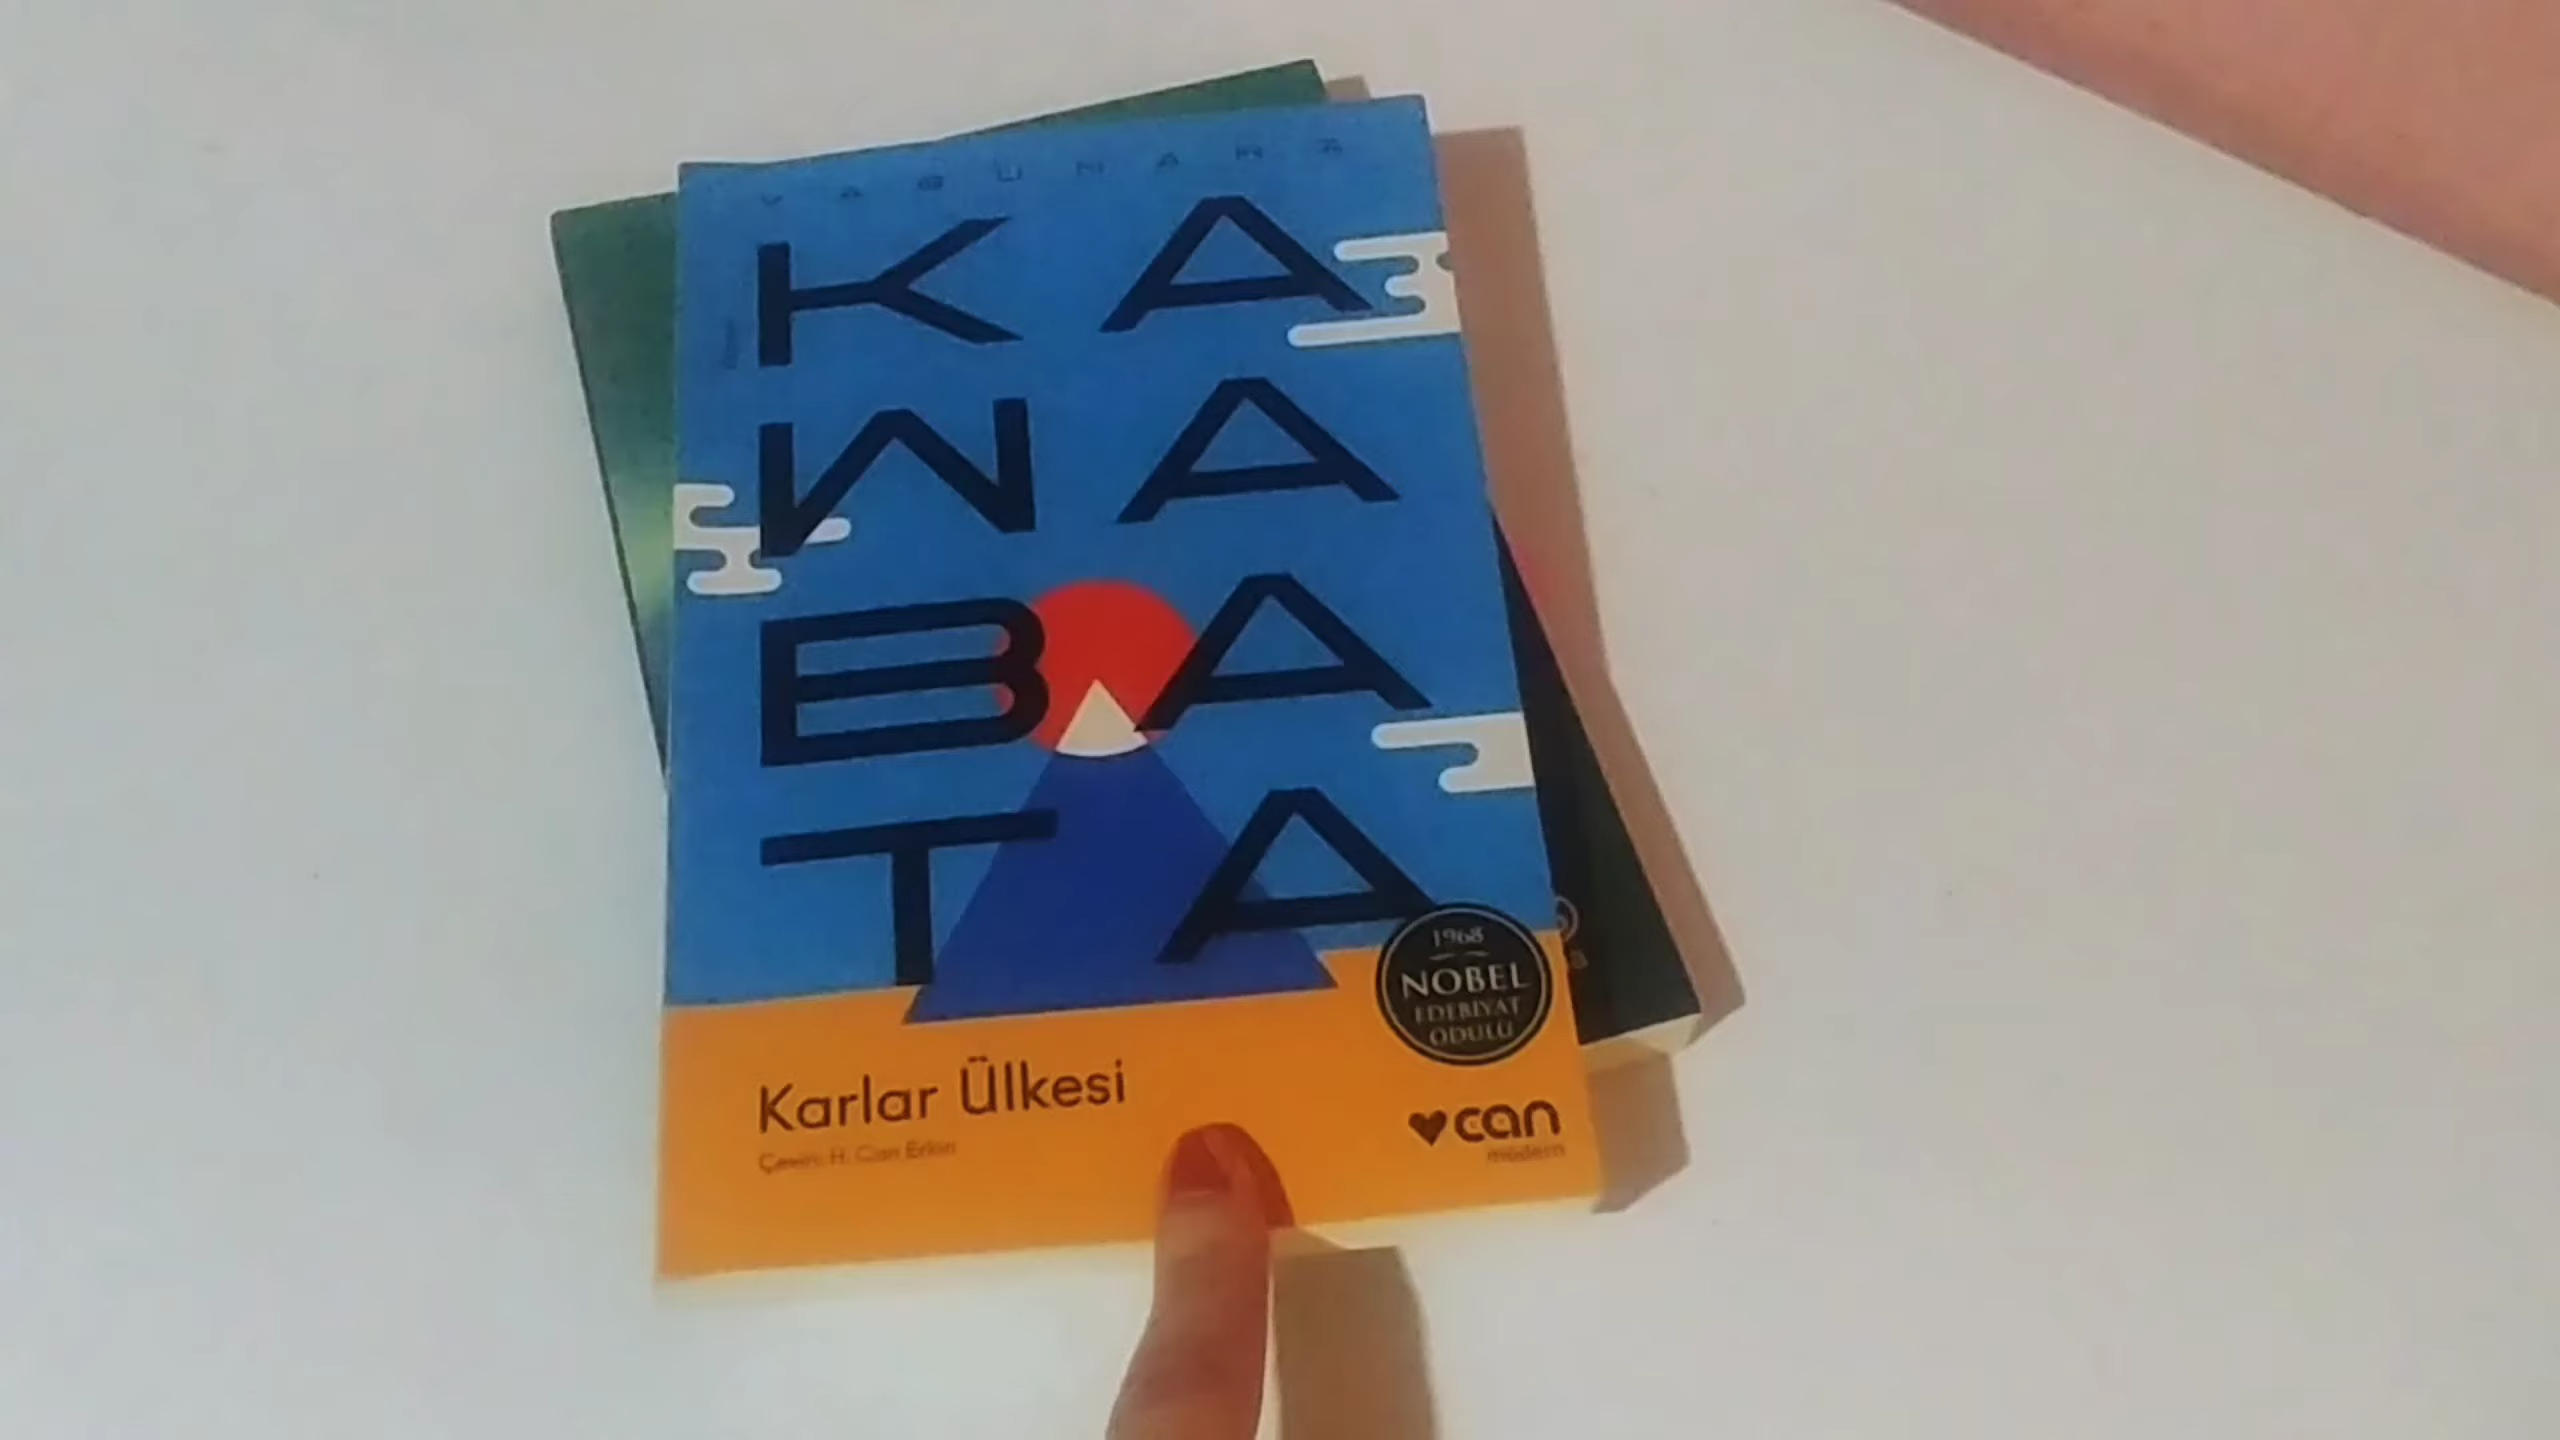 YASUNARI
KA
WA
BA
TA
1968
NOBEL
EDEBİYAT
ÖDÜLÜ
Karlar Ülkesi
Çeviri: H. Can Erkin
can
modern